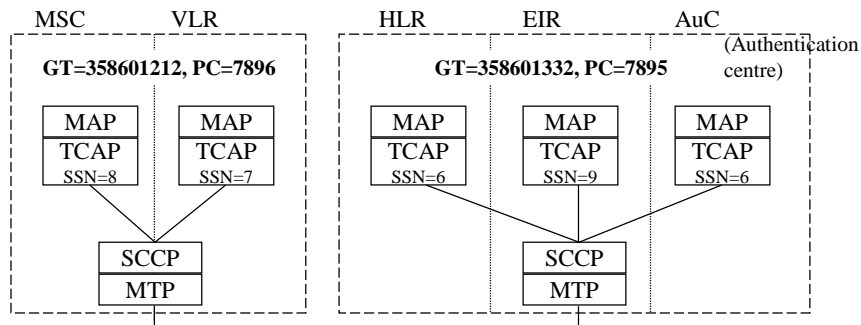 MSC VLR HLR EIR AuC
(Authentication
centre)
GT=358601212, PC=7896 GT=358601332, PC=7895
MAP MAP MAP MAP MAP
TCAP TCAP TCAP TCAP TCAP
SSN=8 SSN=7 SSN=6 SSN=9 SSN=6
SCCP SCCP
MTP MTP